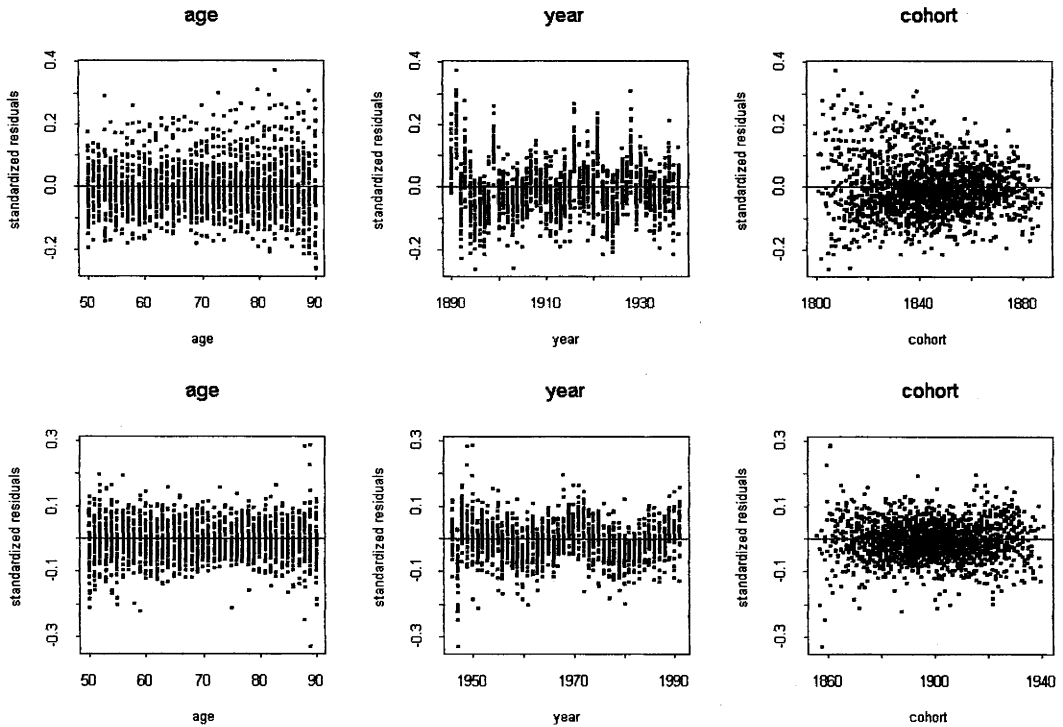 age year cohort
standardized residuals
0.4
0.2
0.0
-0.2
50 60 70 80 90
age
standardized residuals
0.4
0.2
0.0
-0.2
1890 1910 1930
year
standardized residuals
0.4
0.2
0.0
-0.2
1800 1840 1880
cohort
age year cohort
standardized residuals
0.3
0.1
-0.1
-0.3
50 60 70 80 90
age
standardized residuals
0.3
0.1
-0.1
-0.3
1950 1970 1990
year
standardized residuals
0.3
0.1
-0.1
-0.3
1860 1900 1940
cohort